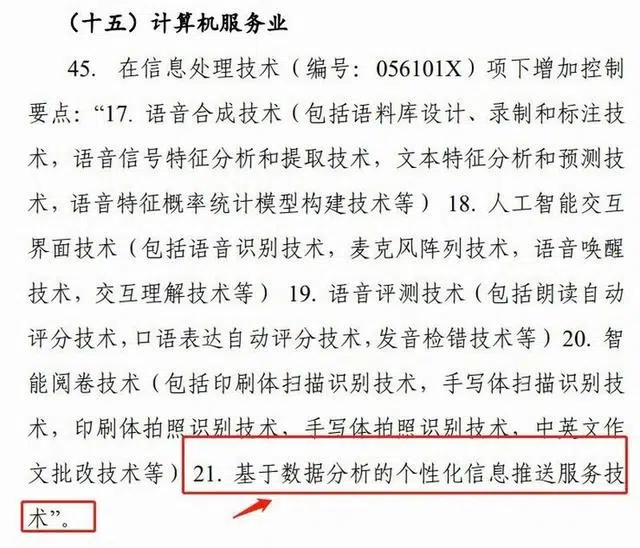 （十五）计算机服务业
45. 在信息处理技术（编号：056101X）项下增加控制
要点：“17. 语音合成技术（包括语料库设计、录制和标注技
术，语音信号特征分析和提取技术，文本特征分析和预测技
术，语音特征概率统计模型构建技术等）18. 人工智能交互
界面技术（包括语音识别技术，麦克风阵列技术，语音唤醒
技术，交互理解技术等）19. 语音评测技术（包括朗读自动
评分技术，口语表达自动评分技术，发音检错技术等）20. 智
能阅卷技术（包括印刷体扫描识别技术，手写体扫描识别技
术，印刷体拍照识别技术，手写体拍照识别技术，中英文作
文批改技术等）21. 基于数据分析的个性化信息推送服务技
术”。